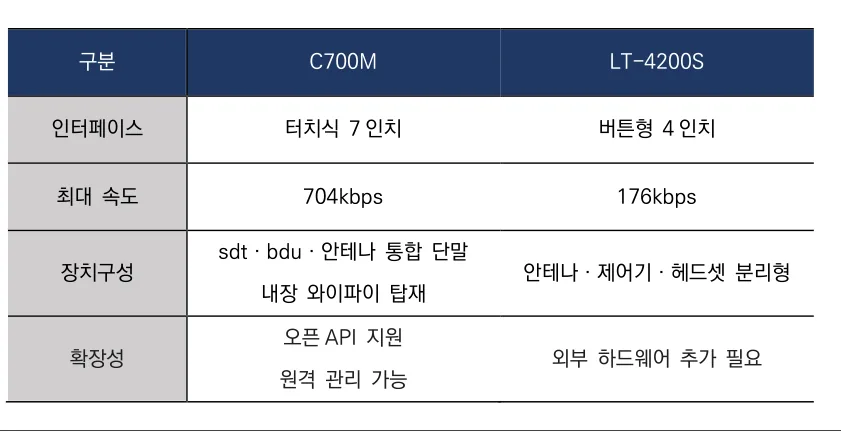 구분 C700M LT-4200S
인터페이스 터치식 7인치 버튼형 4인치
최대 속도 704kbps 176kbps
장치구성
sdt·bdu·안테나 통합 단말
내장 와이파이 탑재
안테나·제어기·헤드셋 분리형
확장성
오픈API 지원
원격 관리 가능
외부 하드웨어 추가 필요